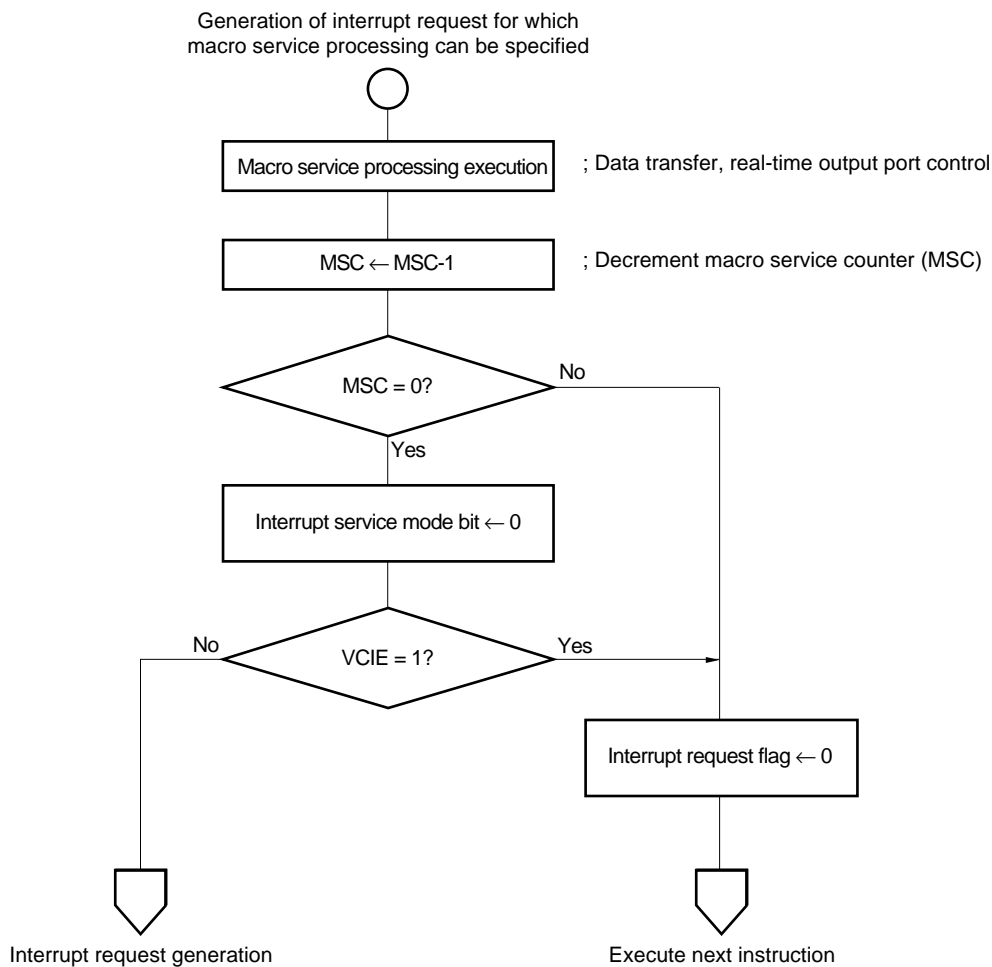 Generation of interrupt request for which
macro service processing can be specified
Macro service processing execution
; Data transfer, real-time output port control
MSC ← MSC-1
; Decrement macro service counter (MSC)
MSC = 0?
No
Yes
Interrupt service mode bit ← 0
No
VCIE = 1?
Yes
Interrupt request flag ← 0
Interrupt request generation
Execute next instruction